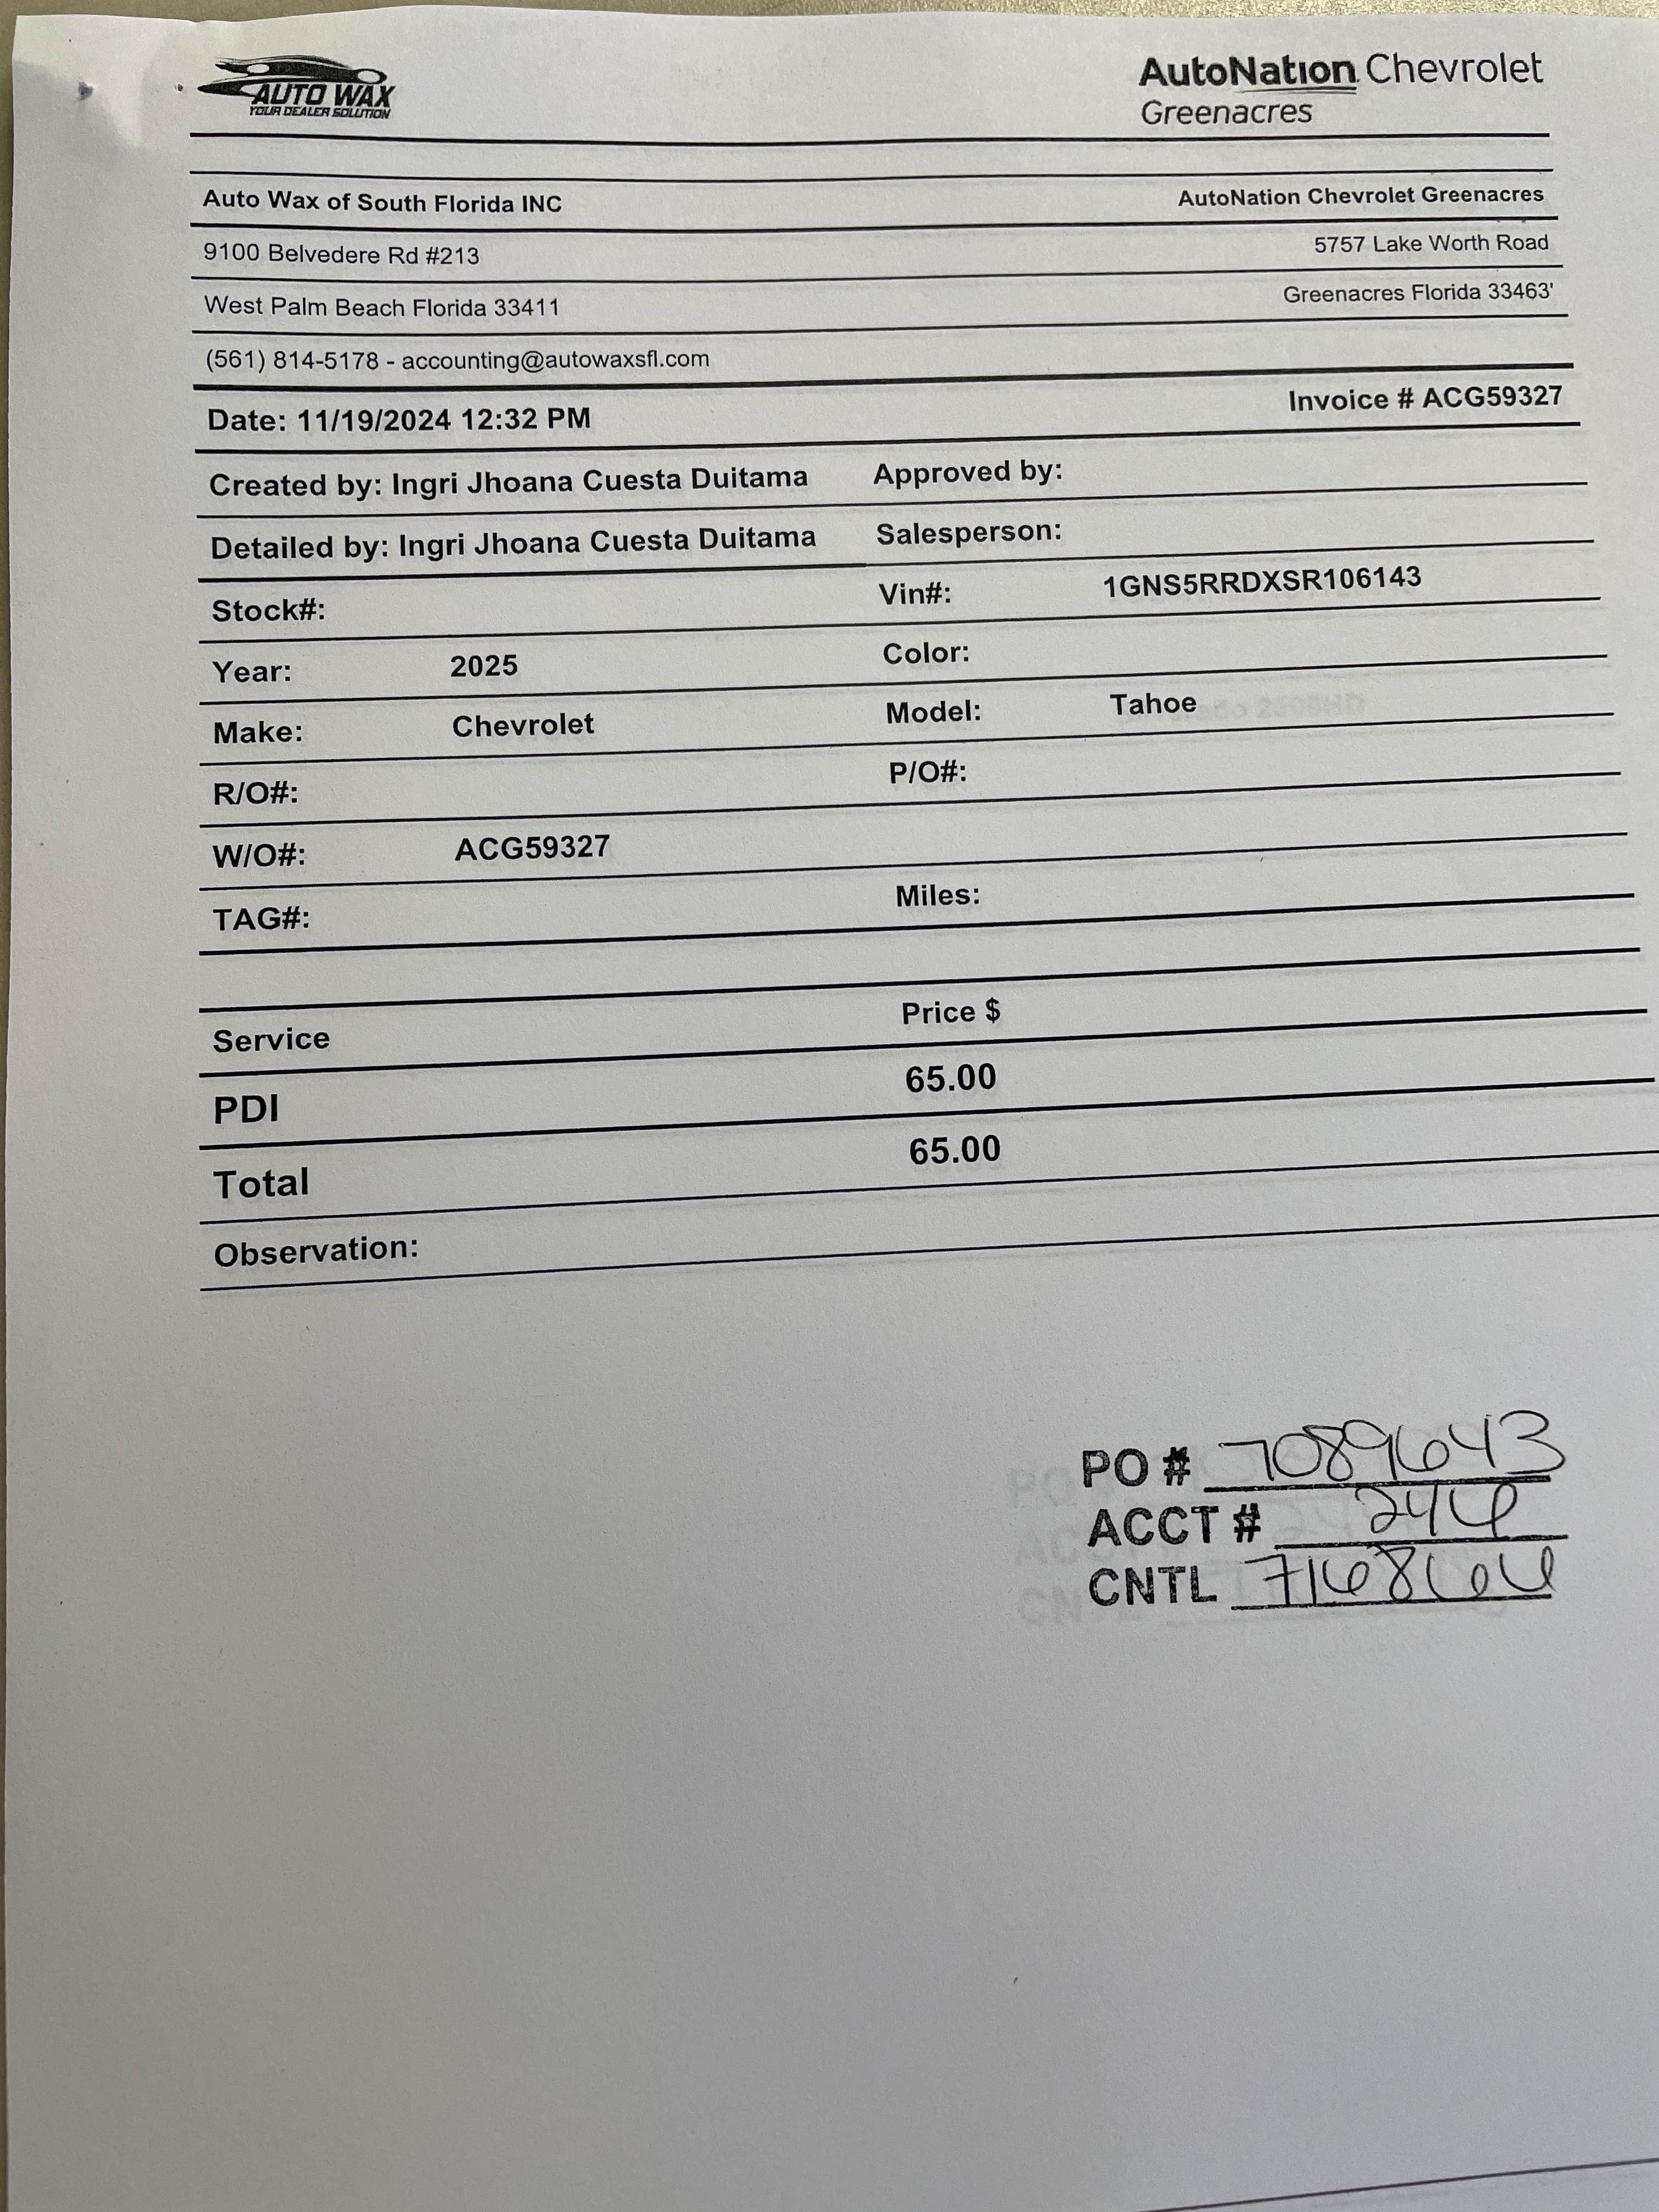 AUTO WAX
YOUR DEALER SOLUTION
AutoNation Chevrolet
Greenacres
Auto Wax of South Florida INC
AutoNation Chevrolet Greenacres
9100 Belvedere Rd #213
5757 Lake Worth Road
West Palm Beach Florida 33411
Greenacres Florida 33463'
(561) 814-5178 - accounting@autowaxsfl.com
Date: 11/19/2024 12:32 PM
Invoice # ACG59327
Created by: Ingri Jhoana Cuesta Duitama Approved by:
Detailed by: Ingri Jhoana Cuesta Duitama Salesperson:
Stock#: Vin#: 1GNS5RRDXSR106143
Year: 2025 Color:
Make: Chevrolet Model: Tahoe
R/O#: P/O#:
W/O#: ACG59327
TAG#: Miles:
Service Price $
PDI 65.00
Total 65.00
Observation:
PO # 7089643
ACCT #
CNTL